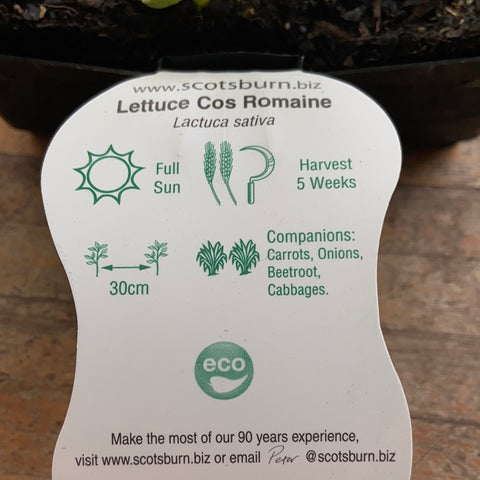 www.scotsburn.biz
Lettuce Cos Romaine
Lactuca sativa
Full
Sun
Harvest
5 Weeks
30cm
Companions:
Carrots, Onions,
Beetroot,
Cabbages.
eco
Make the most of our 90 years experience,
visit www.scotsburn.biz or email Peter @scotsburn.biz